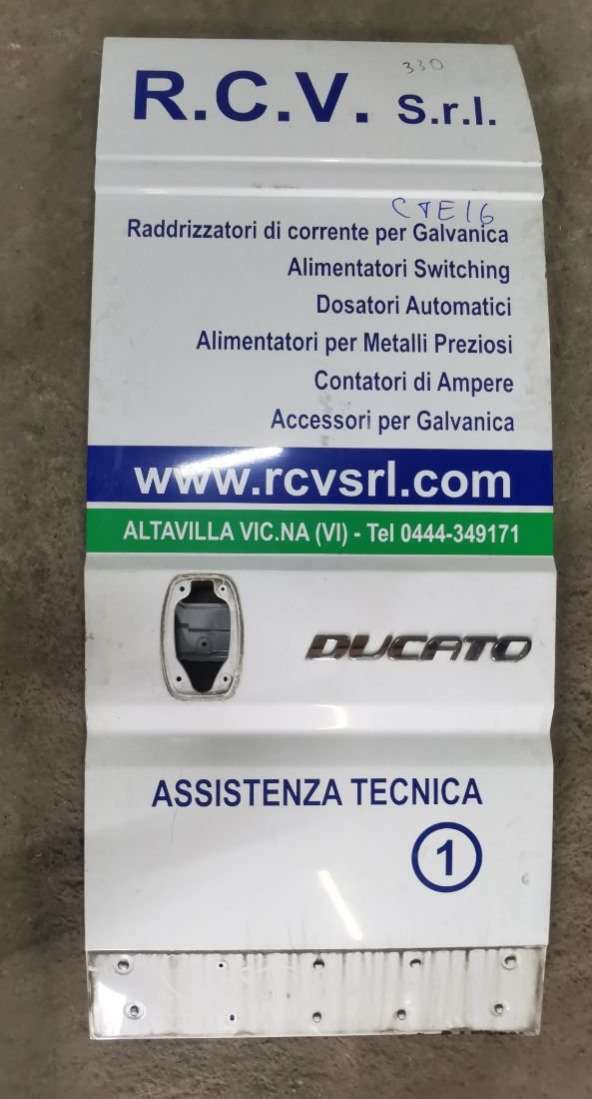 330
R.C.V. S.r.l.
CTE16
Raddrizzatori di corrente per Galvanica
Alimentatori Switching
Dosatori Automatici
Alimentatori per Metalli Preziosi
Contatori di Ampere
Accessori per Galvanica
www.rcvsrl.com
ALTAVILLA VIC.NA (VI) - Tel 0444-349171
DUCATO
ASSISTENZA TECNICA
1